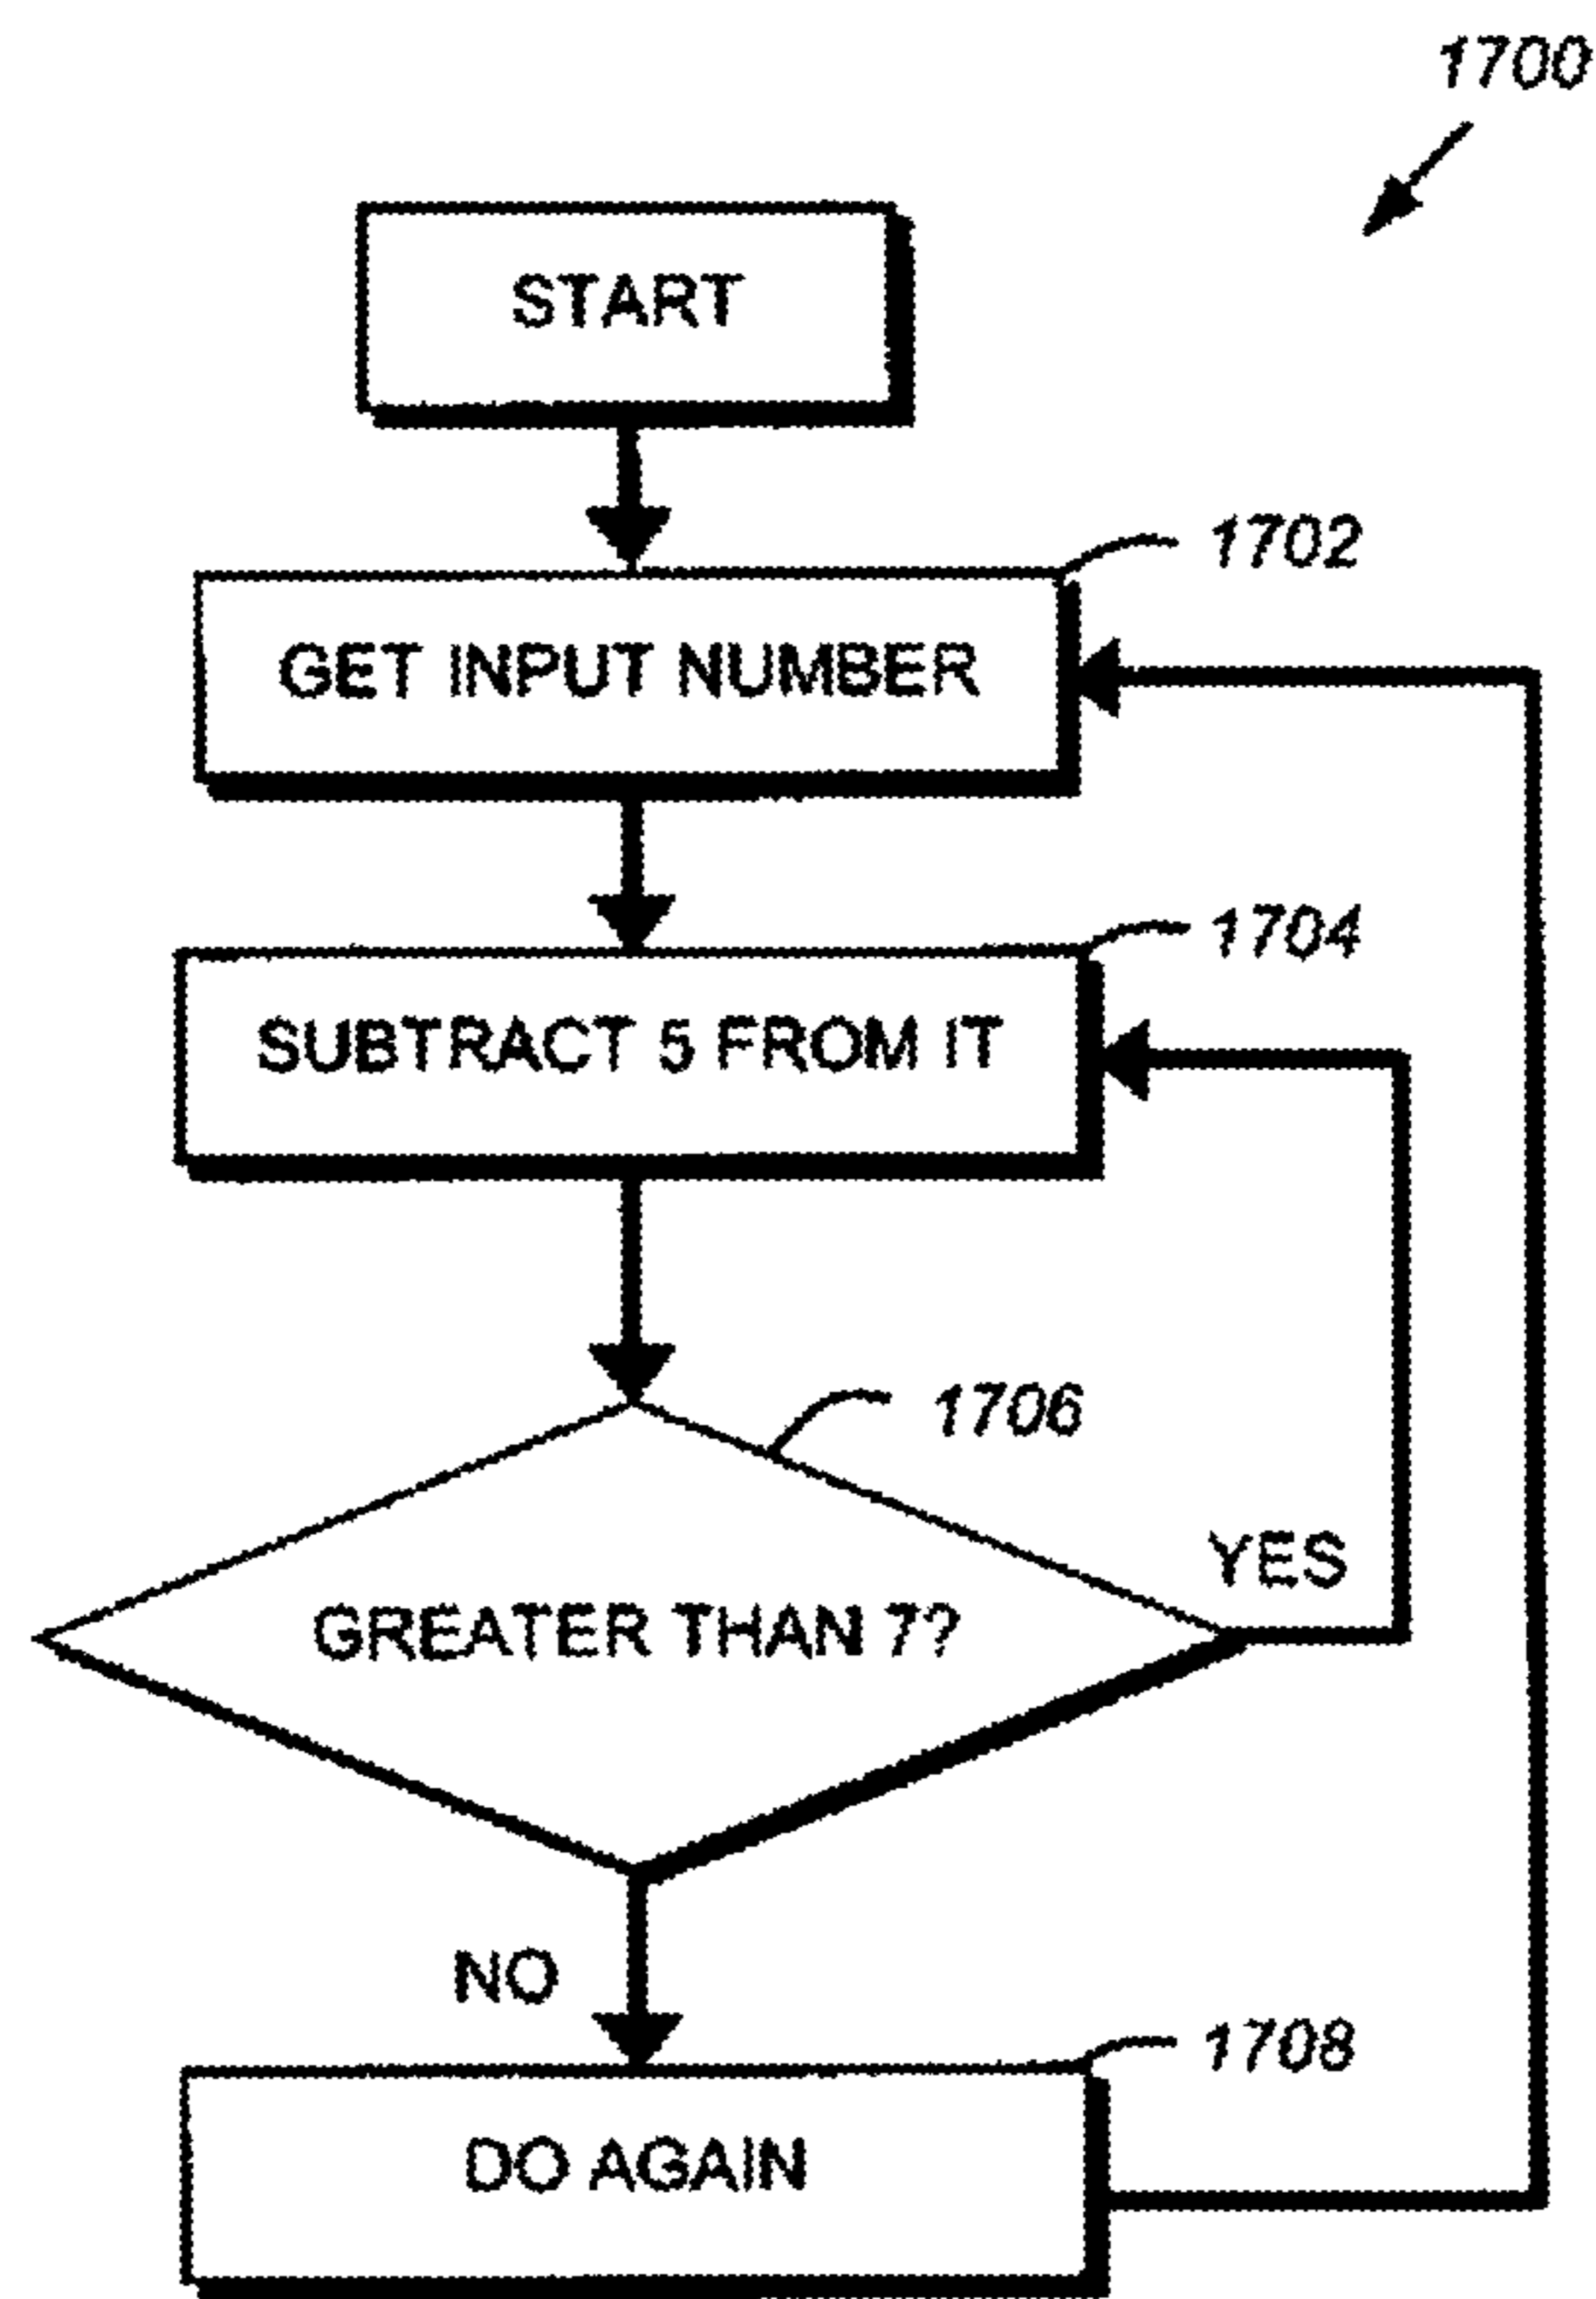 1700
START
1702
GET INPUT NUMBER
1704
SUBTRACT 5 FROM IT
1706
YES
GREATER THAN 7?
NO
1708
DO AGAIN